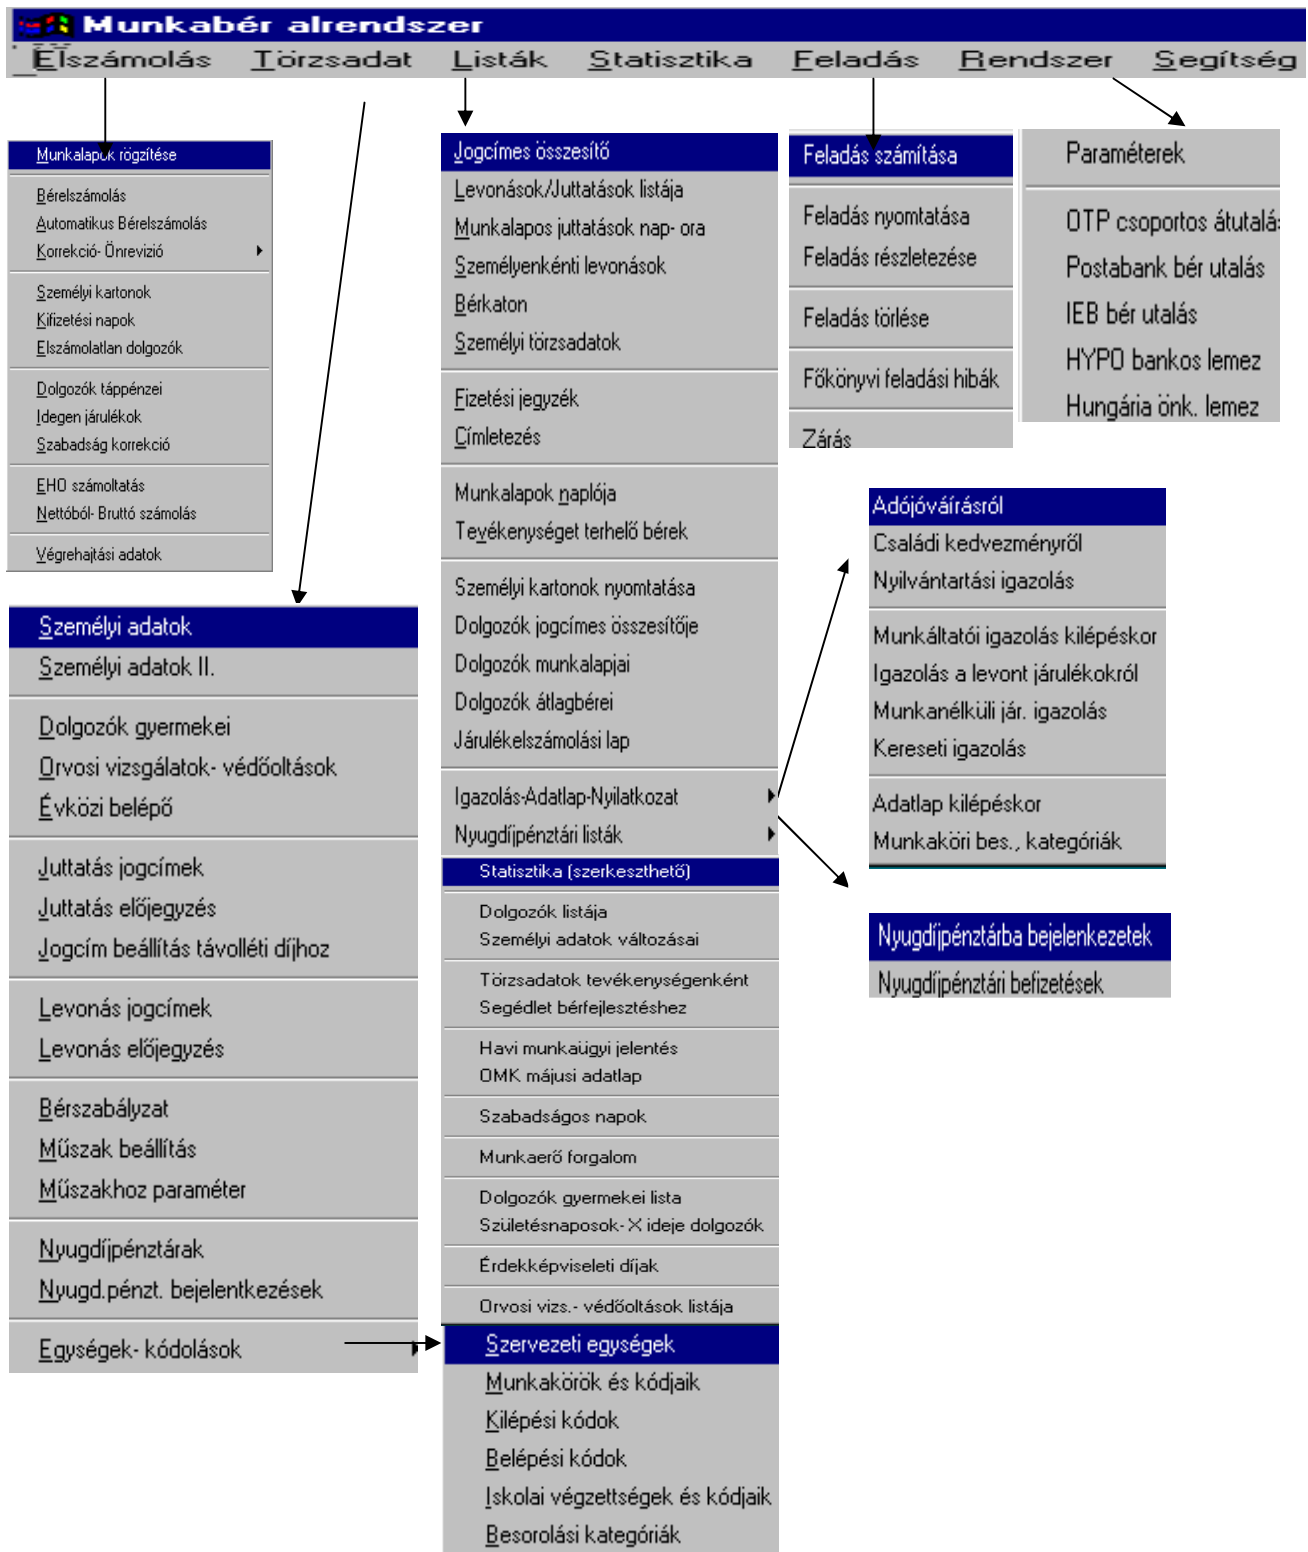 Munkabér alrendszer
Elszámolás Törzsadat Listák Statisztika Feladás Rendszer Segítség
Munkalapok rögzítése
Bérelszámolás
Automatikus Bérelszámolás
Korrekció- Önrevizió
Személyi kartonok
Kifizetési napok
Elszámolatlan dolgozók
Dolgozók táppénzei
Idegen járulékok
Szabadság korrekció
EHO számoltatás
Nettóból- Bruttó számolás
Végrehajtási adatok
Személyi adatok
Személyi adatok II.
Dolgozók gyermekei
Orvosi vizsgálatok- védőoltások
Évközi belépő
Juttatás jogcímek
Juttatás előjegyzés
Jogcím beállítás távolléti díjhoz
Levonás jogcímek
Levonás előjegyzés
Bérszabályzat
Műszak beállítás
Műszakhoz paraméter
Nyugdíjpénztárak
Nyugd.pénzt. bejelentkezések
Egységek- kódolások
Jogcímes összesítő
Levonások/Juttatások listája
Munkalapos juttatások nap- ora
Személyenkénti levonások
Bérkaton
Személyi törzsadatok
Fizetési jegyzék
Címletezés
Munkalapok naplója
Tevékenységet terhelő bérek
Személyi kartonok nyomtatása
Dolgozók jogcímes összesítője
Dolgozók munkalapjai
Dolgozók átlagbérei
Járulékelszámolási lap
Igazolás-Adatlap-Nyilatkozat
Nyugdíjpénztári listák
Statisztika (szerkeszthető)
Dolgozók listája
Személyi adatok változásai
Törzsadatok tevékenységenként
Segédlet bérfejlesztéshez
Havi munkaügyi jelentés
OMK májusi adatlap
Szabadságos napok
Munkaerő forgalom
Dolgozók gyermekei lista
Születésnaposok- X ideje dolgozók
Érdekképviseleti díjak
Orvosi vizs.- védőoltások listája
Szervezeti egységek
Munkakörök és kódjaik
Kilépési kódok
Belépési kódok
Iskolai végzettségek és kódjaik
Besorolási kategóriák
Feladás számítása
Feladás nyomtatása
Feladás részletezése
Feladás törlése
Főkönyvi feladási hibák
Zárás
Paraméterek
OTP csoportos átutalás
Postabank bér utalás
IEB bér utalás
HYPO bankos lemez
Hungária önk. lemez
Adójóváírásról
Családi kedvezményről
Nyilvántartási igazolás
Munkáltatói igazolás kilépéskor
Igazolás a levont járulékokról
Munkanélküli jár. igazolás
Kereseti igazolás
Adatlap kilépéskor
Munkaköri bes., kategóriák
Nyugdíjpénztárba bejelenkezetek
Nyugdíjpénztári befizetések